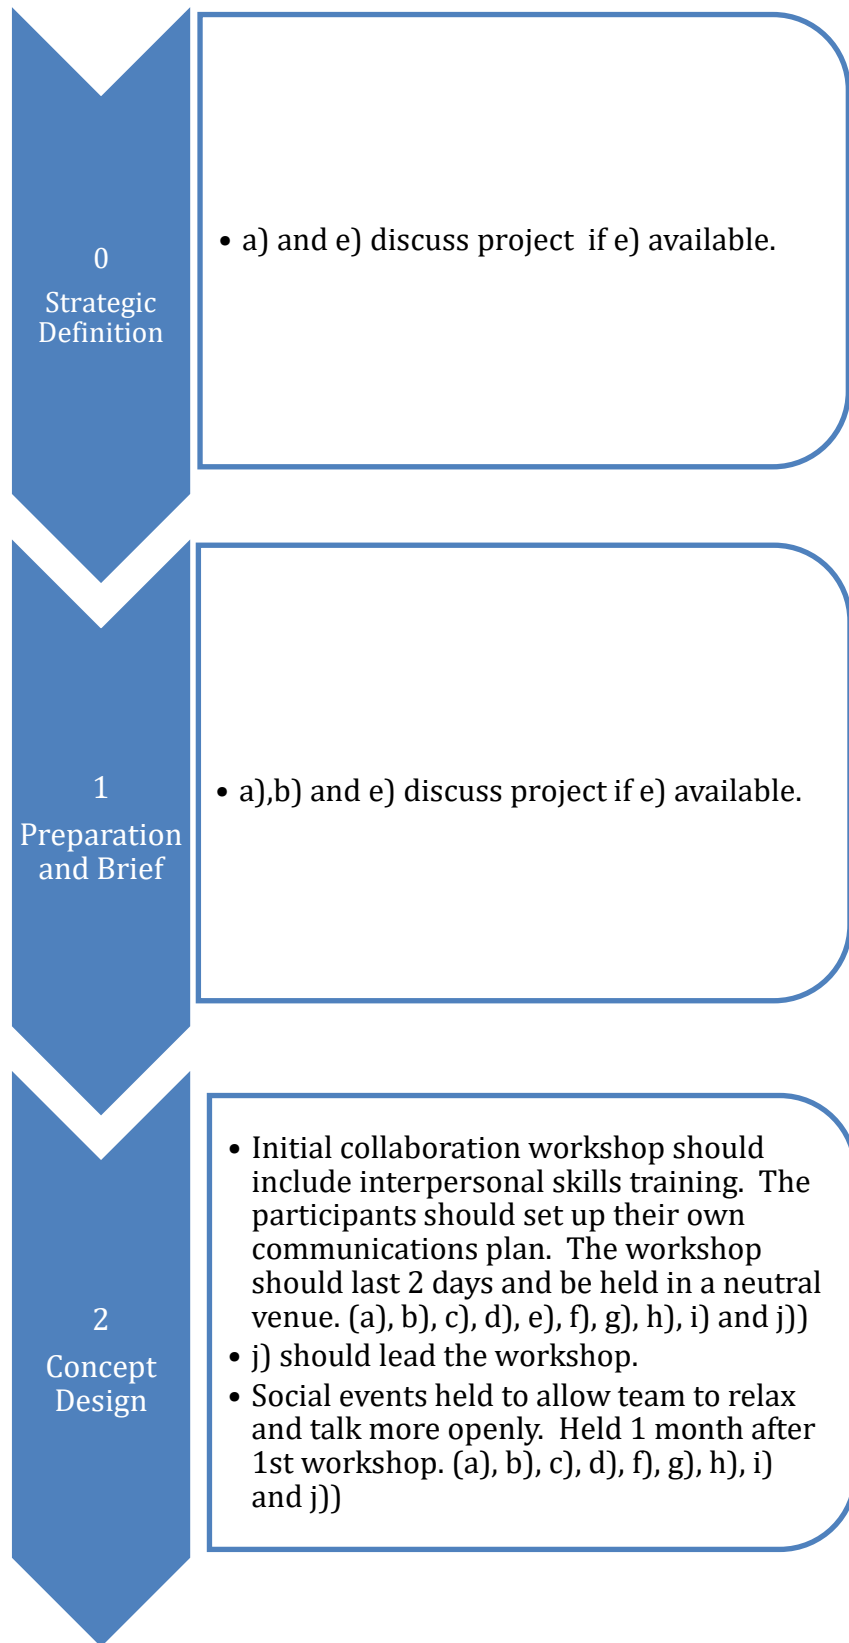 0
Strategic
Definition
• a) and e) discuss project  if e) available.
1
Preparation
and Brief
• a),b) and e) discuss project if e) available.
2
Concept
Design
• Initial collaboration workshop should
include interpersonal skills training.  The
participants should set up their own
communications plan.  The workshop
should last 2 days and be held in a neutral
venue. (a), b), c), d), e), f), g), h), i) and j))
• j) should lead the workshop.
• Social events held to allow team to relax
and talk more openly.  Held 1 month after
1st workshop. (a), b), c), d), f), g), h), i)
and j))